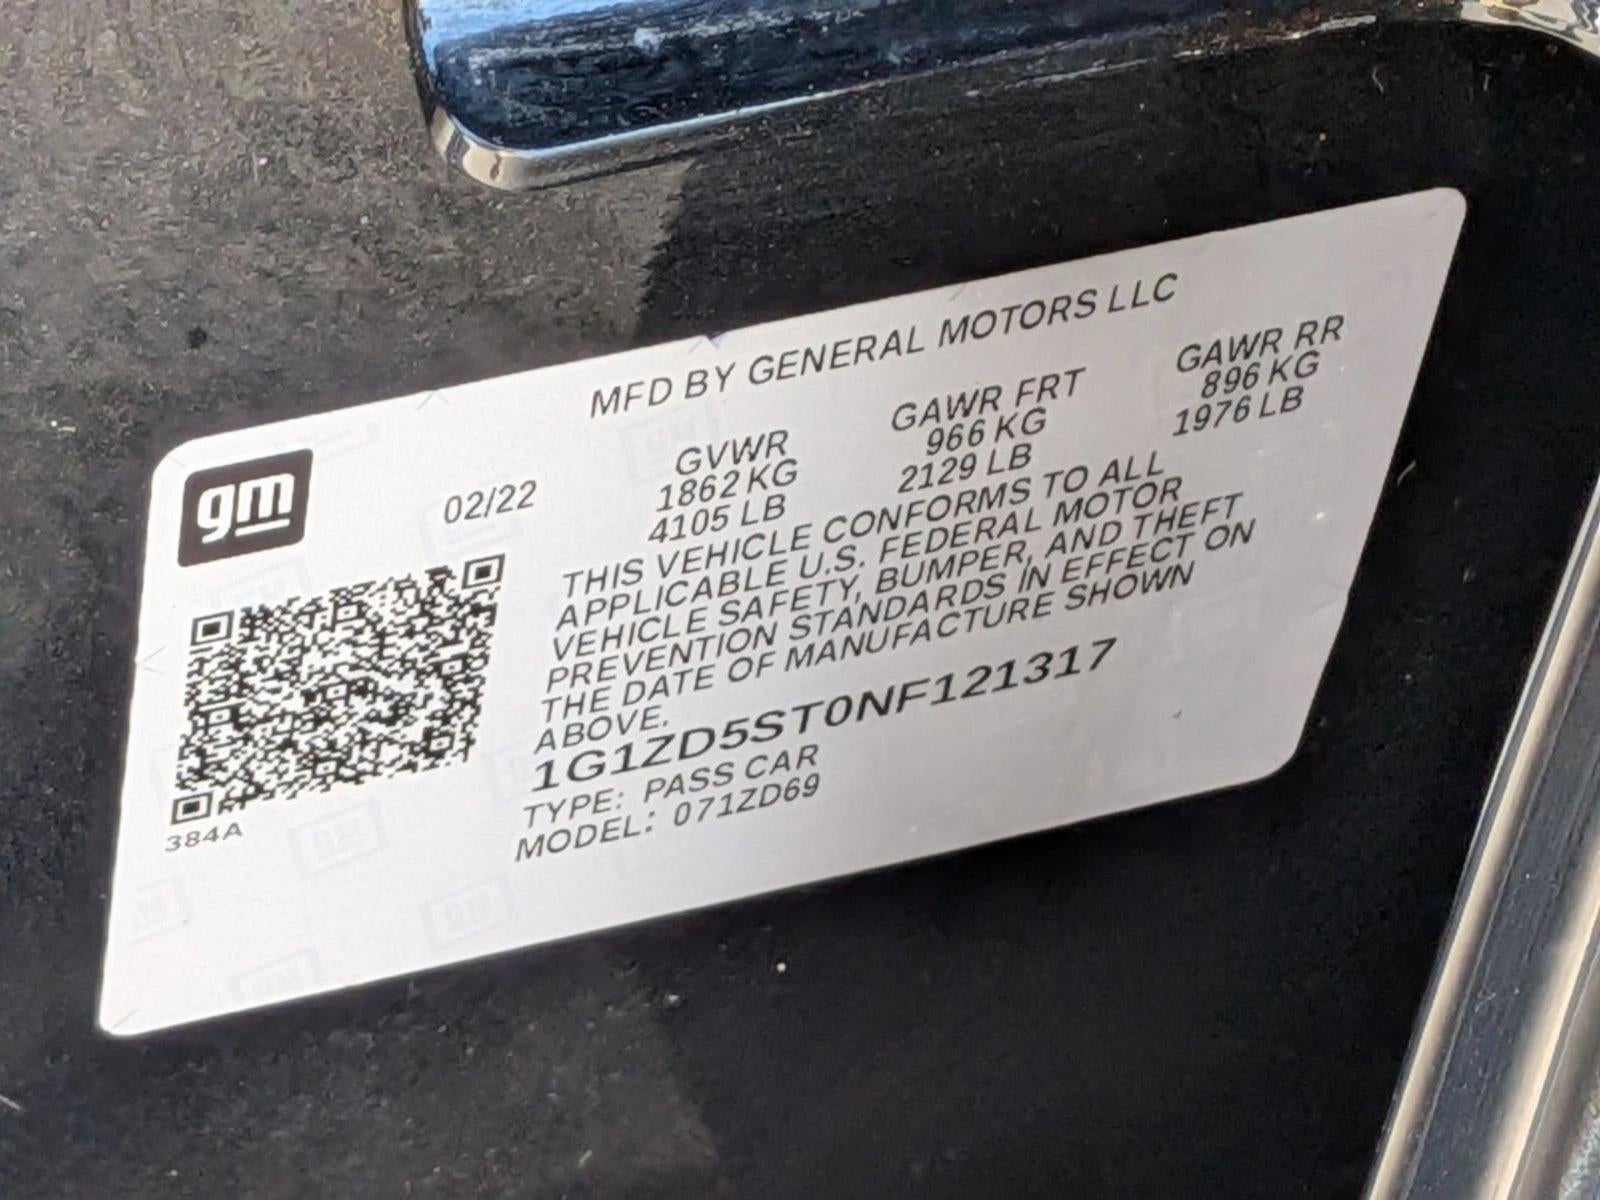 MFD BY GENERAL MOTORS LLC
gm
02/22
GVWR
1862 KG
4105 LB
GAWR FRT
966 KG
2129 LB
GAWR RR
896 KG
1976 LB
THIS VEHICLE CONFORMS TO ALL
APPLICABLE U.S. FEDERAL MOTOR
VEHICLE SAFETY, BUMPER, AND THEFT
PREVENTION STANDARDS IN EFFECT ON
THE DATE OF MANUFACTURE SHOWN
ABOVE.
1G1ZD5ST0NF121317
TYPE: PASS CAR
MODEL: 071ZD69
384A